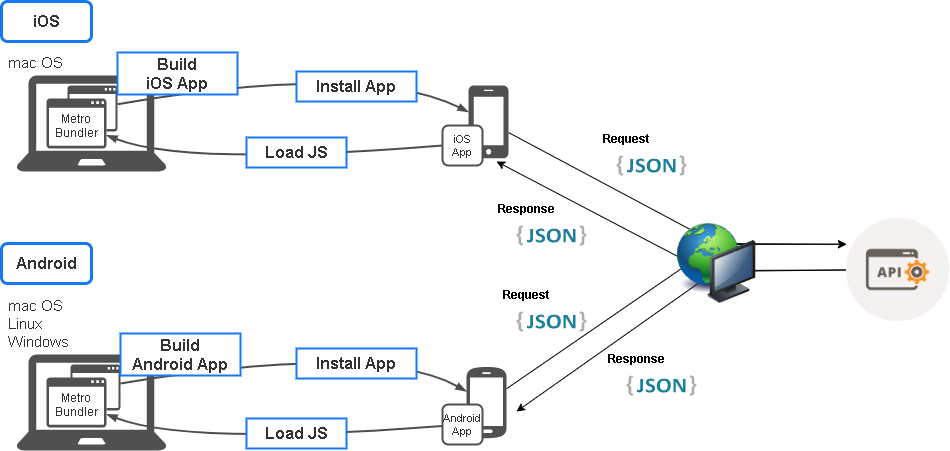 iOS
mac OS
Build
iOS App
Install App
Metro
Bundler
Load JS
iOS
App
Request
{JSON}
Response
{JSON}
API
Android
mac OS
Linux
Windows
Build
Android App
Install App
Metro
Bundler
Load JS
Android
App
Request
{JSON}
Response
{JSON}